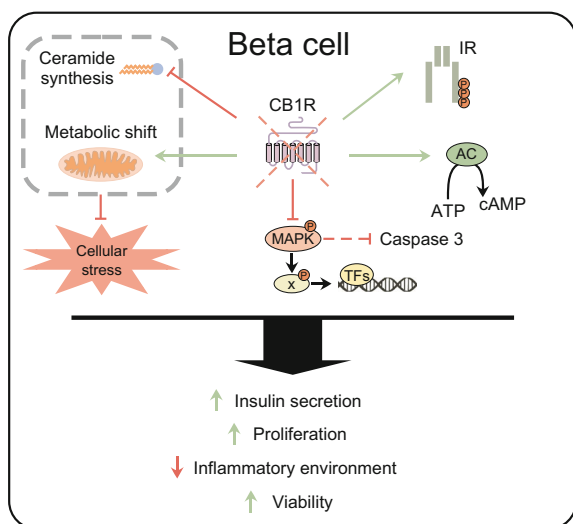 Beta cell
Ceramide
synthesis
IR
P
P
P
CB1R
Metabolic shift
AC
ATP
cAMP
P
MAPK
Caspase 3
Cellular
stress
P
x
TFs
Insulin secretion
Proliferation
Inflammatory environment
Viability